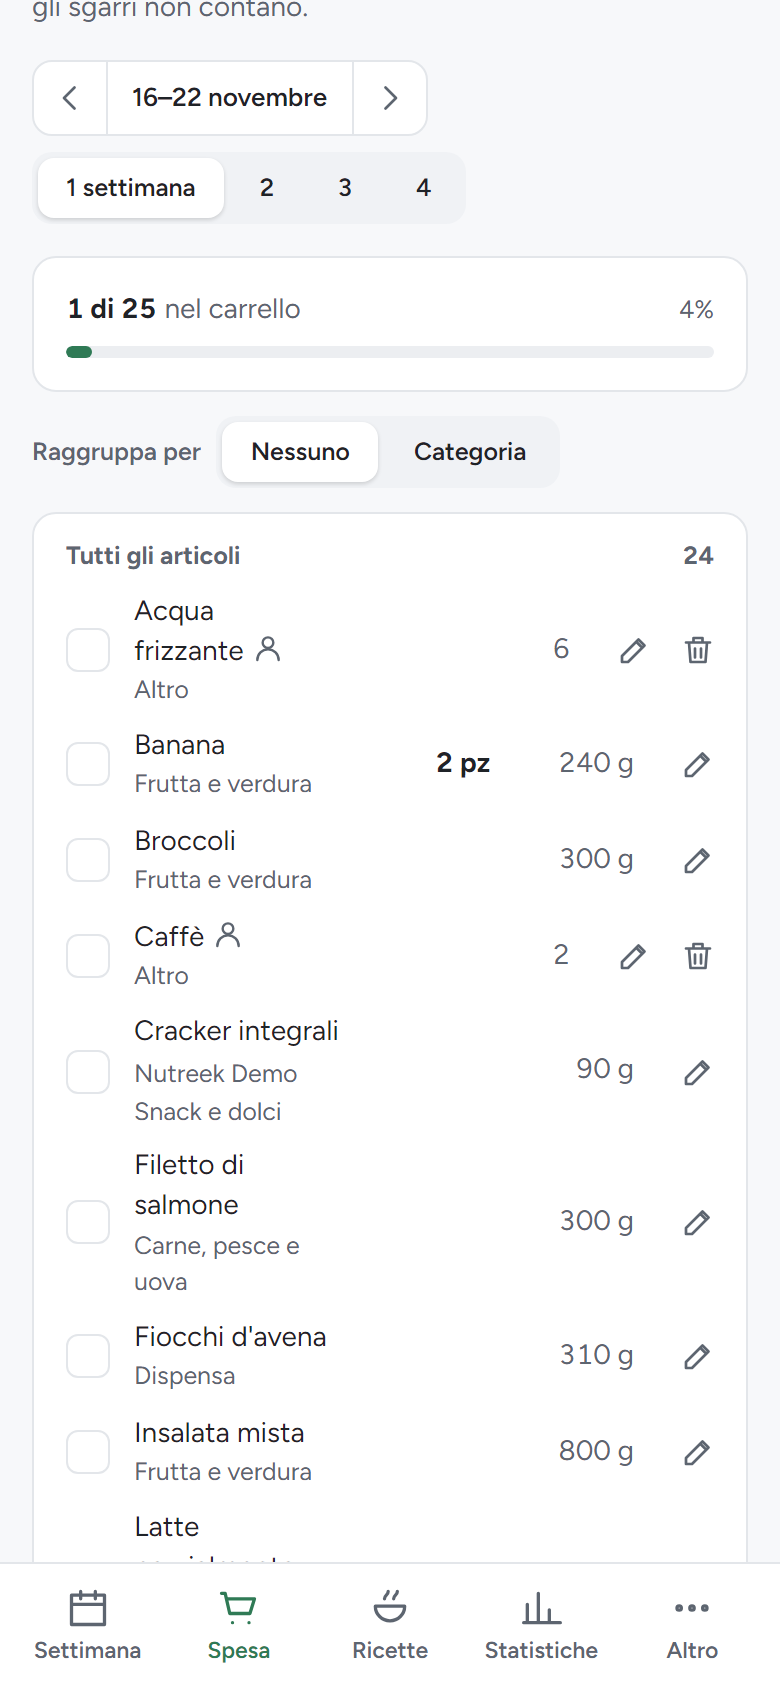 gli sgarri non contano.
16–22 novembre
1 settimana 2 3 4
1 di 25 nel carrello 4%
Raggruppa per Nessuno Categoria
Tutti gli articoli 24
Acqua
frizzante 6
Altro
Banana 2 pz 240 g
Frutta e verdura
Broccoli 300 g
Frutta e verdura
Caffè 2
Altro
Cracker integrali
Nutreek Demo 90 g
Snack e dolci
Filetto di
salmone 300 g
Carne, pesce e
uova
Fiocchi d'avena 310 g
Dispensa
Insalata mista 800 g
Frutta e verdura
Latte
Settimana Spesa Ricette Statistiche Altro